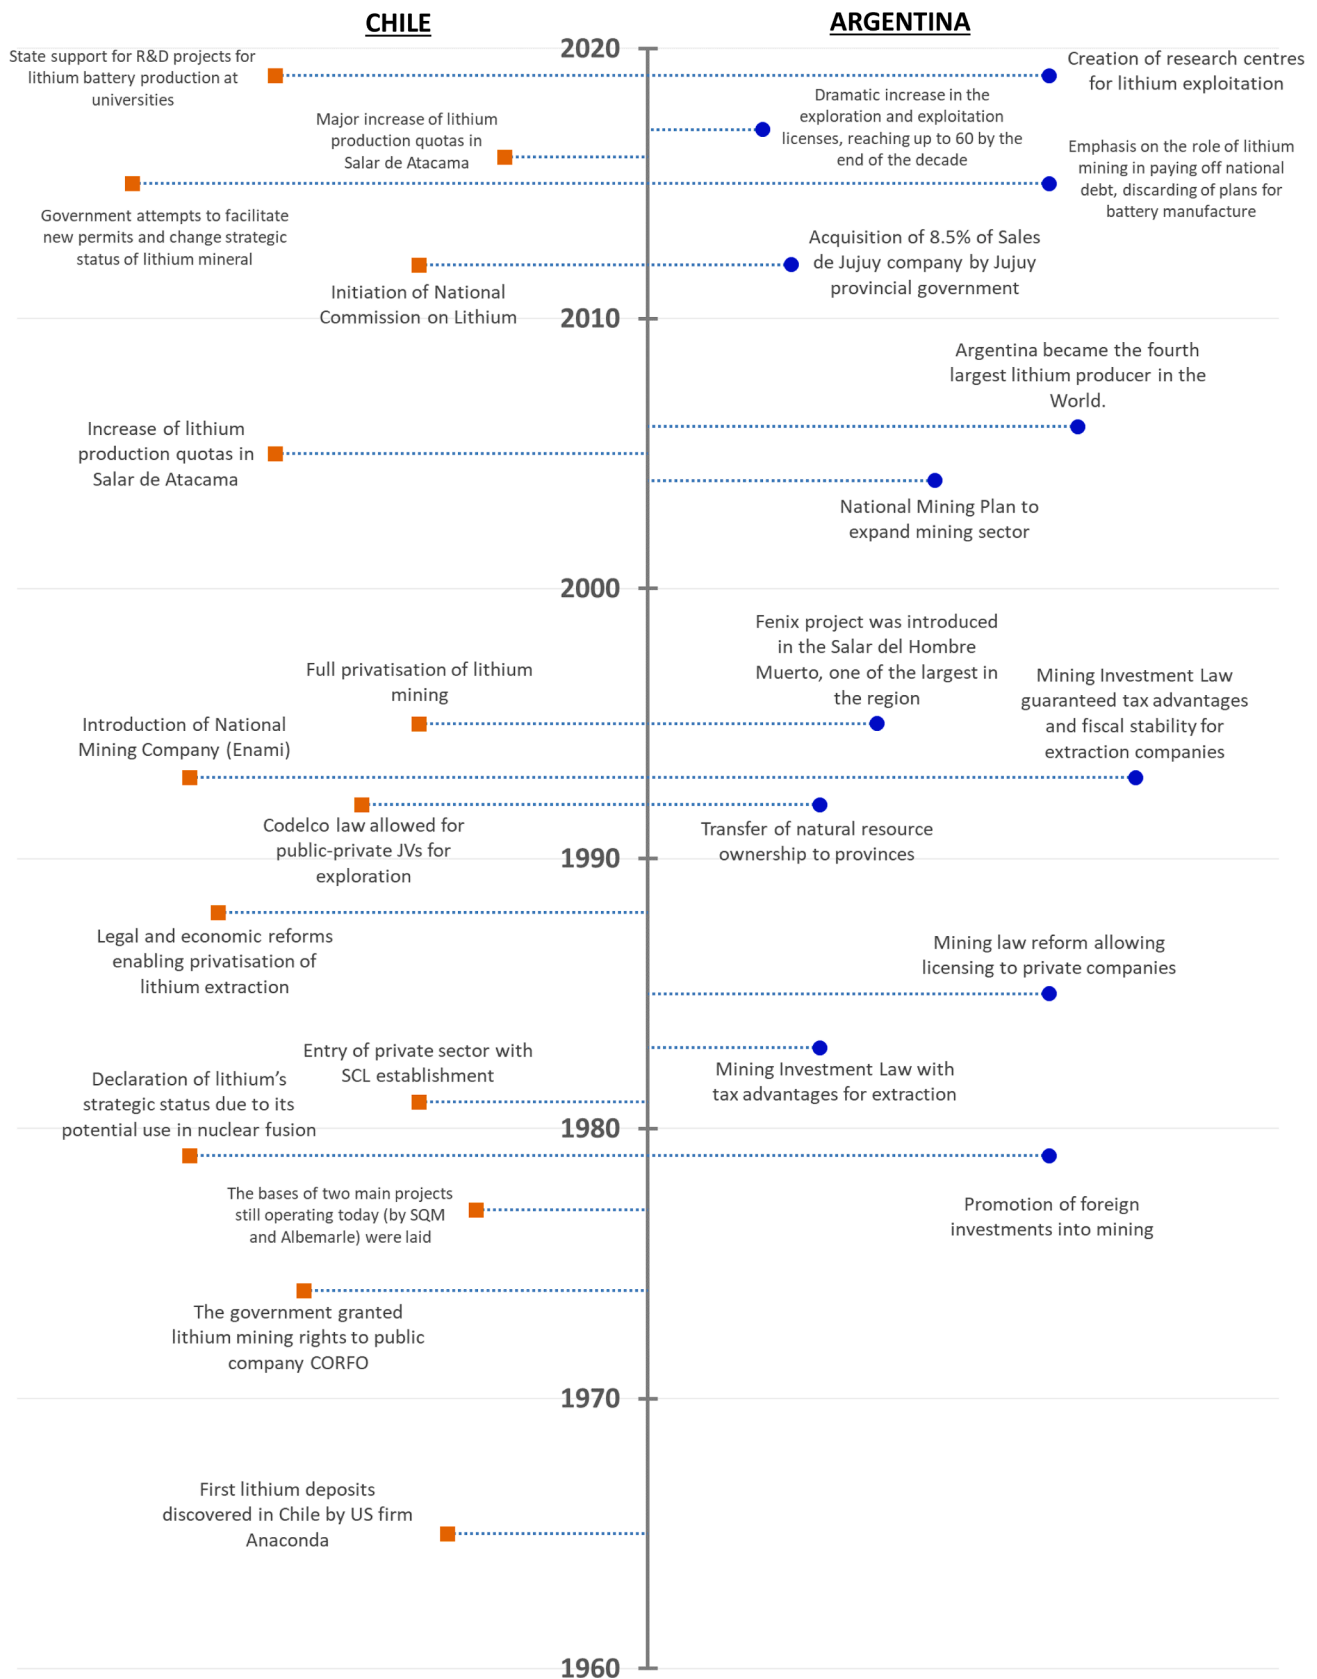 CHILE
ARGENTINA
2020
State support for R&D projects for
lithium battery production at
universities
Creation of research centres
for lithium exploitation
Major increase of lithium
production quotas in
Salar de Atacama
Dramatic increase in the
exploration and exploitation
licenses, reaching up to 60 by the
end of the decade
Emphasis on the role of lithium
mining in paying off national
debt, discarding of plans for
battery manufacture
Government attempts to facilitate
new permits and change strategic
status of lithium mineral
Acquisition of 8.5% of Sales
de Jujuy company by Jujuy
provincial government
Initiation of National
Commission on Lithium
2010
Argentina became the fourth
largest lithium producer in the
World.
Increase of lithium
production quotas in
Salar de Atacama
National Mining Plan to
expand mining sector
2000
Fenix project was introduced
in the Salar del Hombre
Muerto, one of the largest in
the region
Full privatisation of lithium
mining
Mining Investment Law
guaranteed tax advantages
and fiscal stability for
extraction companies
Introduction of National
Mining Company (Enami)
Codelco law allowed for
public-private JVs for
exploration
Transfer of natural resource
ownership to provinces
1990
Legal and economic reforms
enabling privatisation of
lithium extraction
Mining law reform allowing
licensing to private companies
Entry of private sector with
SCL establishment
Mining Investment Law with
tax advantages for extraction
Declaration of lithium’s
strategic status due to its
potential use in nuclear fusion
1980
The bases of two main projects
still operating today (by SQM
and Albemarle) were laid
Promotion of foreign
investments into mining
The government granted
lithium mining rights to public
company CORFO
1970
First lithium deposits
discovered in Chile by US firm
Anaconda
1960